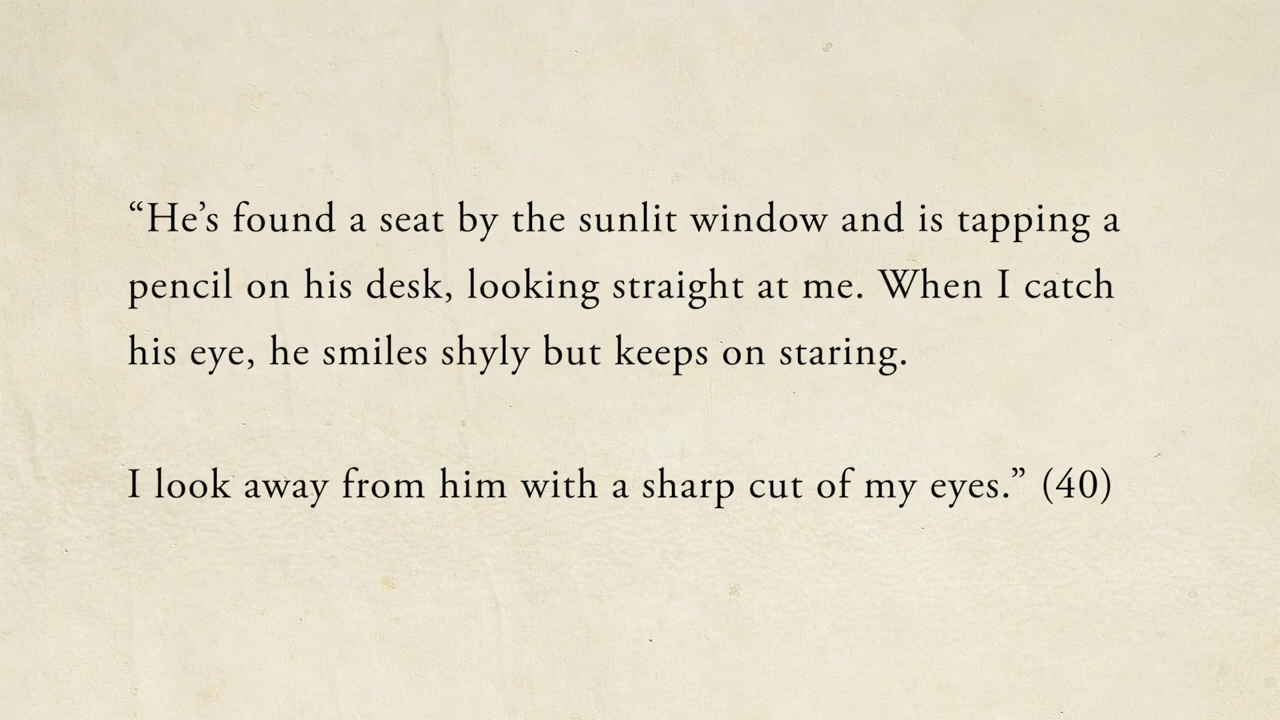 “He’s found a seat by the sunlit window and is tapping a
pencil on his desk, looking straight at me. When I catch
his eye, he smiles shyly but keeps on staring.
I look away from him with a sharp cut of my eyes.” (40)